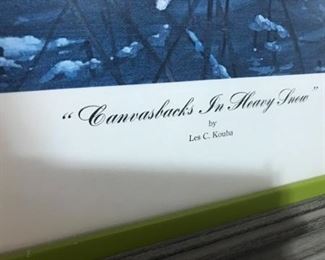 "Canvasbacks In Heavy Snow"
by
Les C. Kouba